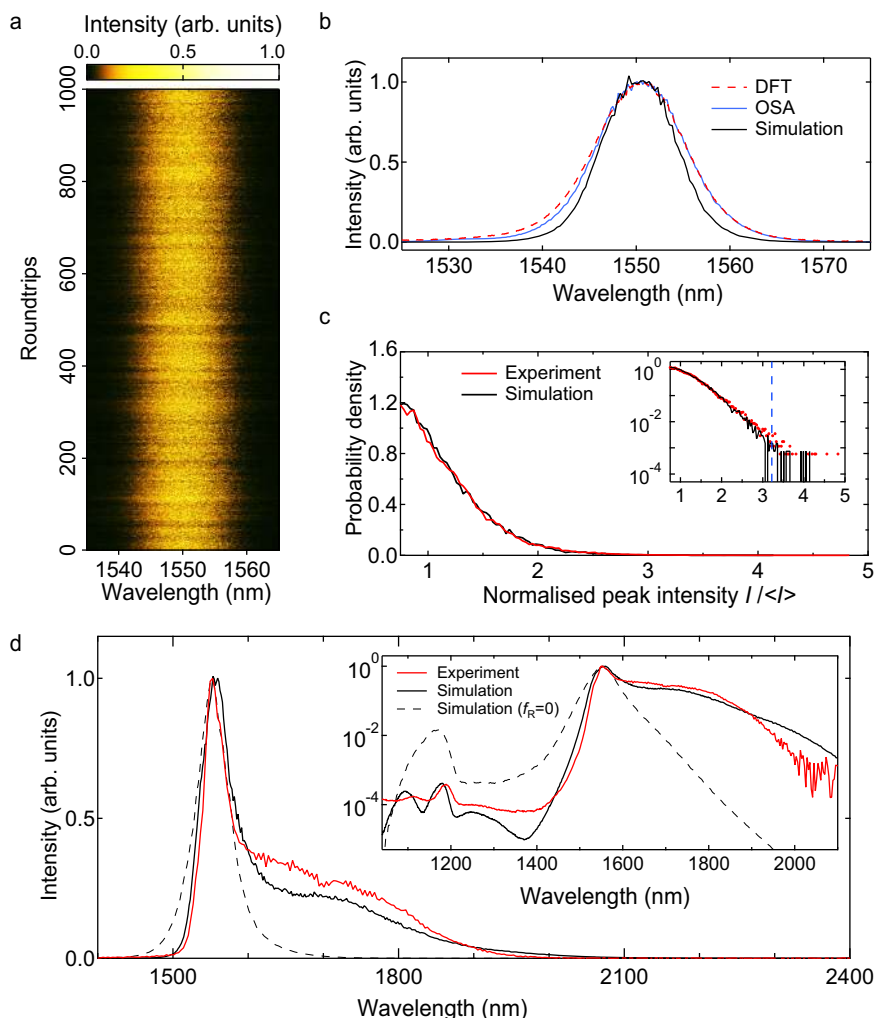 a
Intensity (arb. units)
0.0 0.5 1.0
1000
800
600
400
200
0
Roundtrips
1540 1550 1560
Wavelength (nm)
b
1.0
0.5
0.0
Intensity (arb. units)
DFT
OSA
Simulation
1530 1540 1550 1560 1570
Wavelength (nm)
c
1.6
1.2
0.8
0.4
0.0
Probability density
Experiment
Simulation
10^0
10^-2
10^-4
1 2 3 4 5
1 2 3 4 5
Normalised peak intensity I /<I>
d
1.0
0.5
0.0
Intensity (arb. units)
Experiment
Simulation
Simulation (f_R=0)
10^0
10^-2
10^-4
1200 1400 1600 1800 2000
Wavelength (nm)
1500 1800 2100 2400
Wavelength (nm)